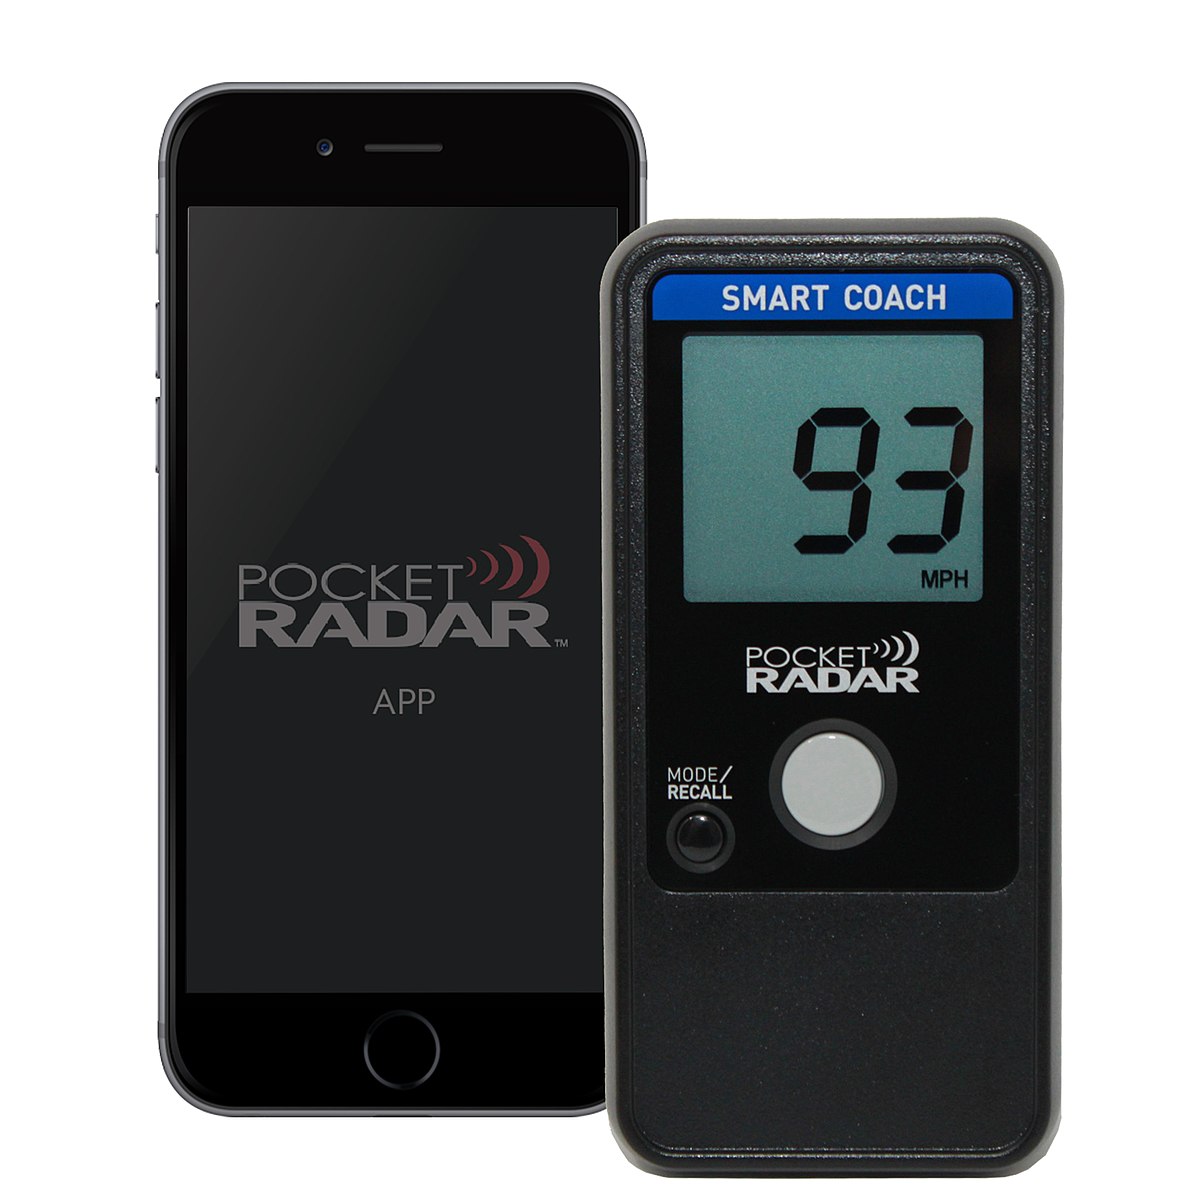 POCKET
RADAR™
APP
SMART COACH
93
MPH
POCKET
RADAR
MODE/
RECALL